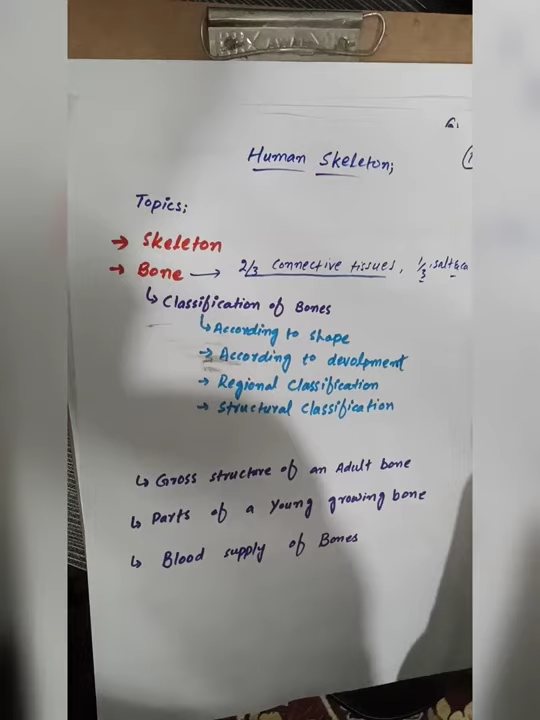 Human Skeleton;
Topics;
→ Skeleton
→ Bone → 2/3 connective tissues, 1/3 salt &
↳ Classification of Bones
↳ According to shape
→ According to devolpment
→ Regional Classification
→ Structural Classification
↳ Gross structure of an Adult bone
↳ Parts of a Young growing bone
↳ Blood supply of Bones